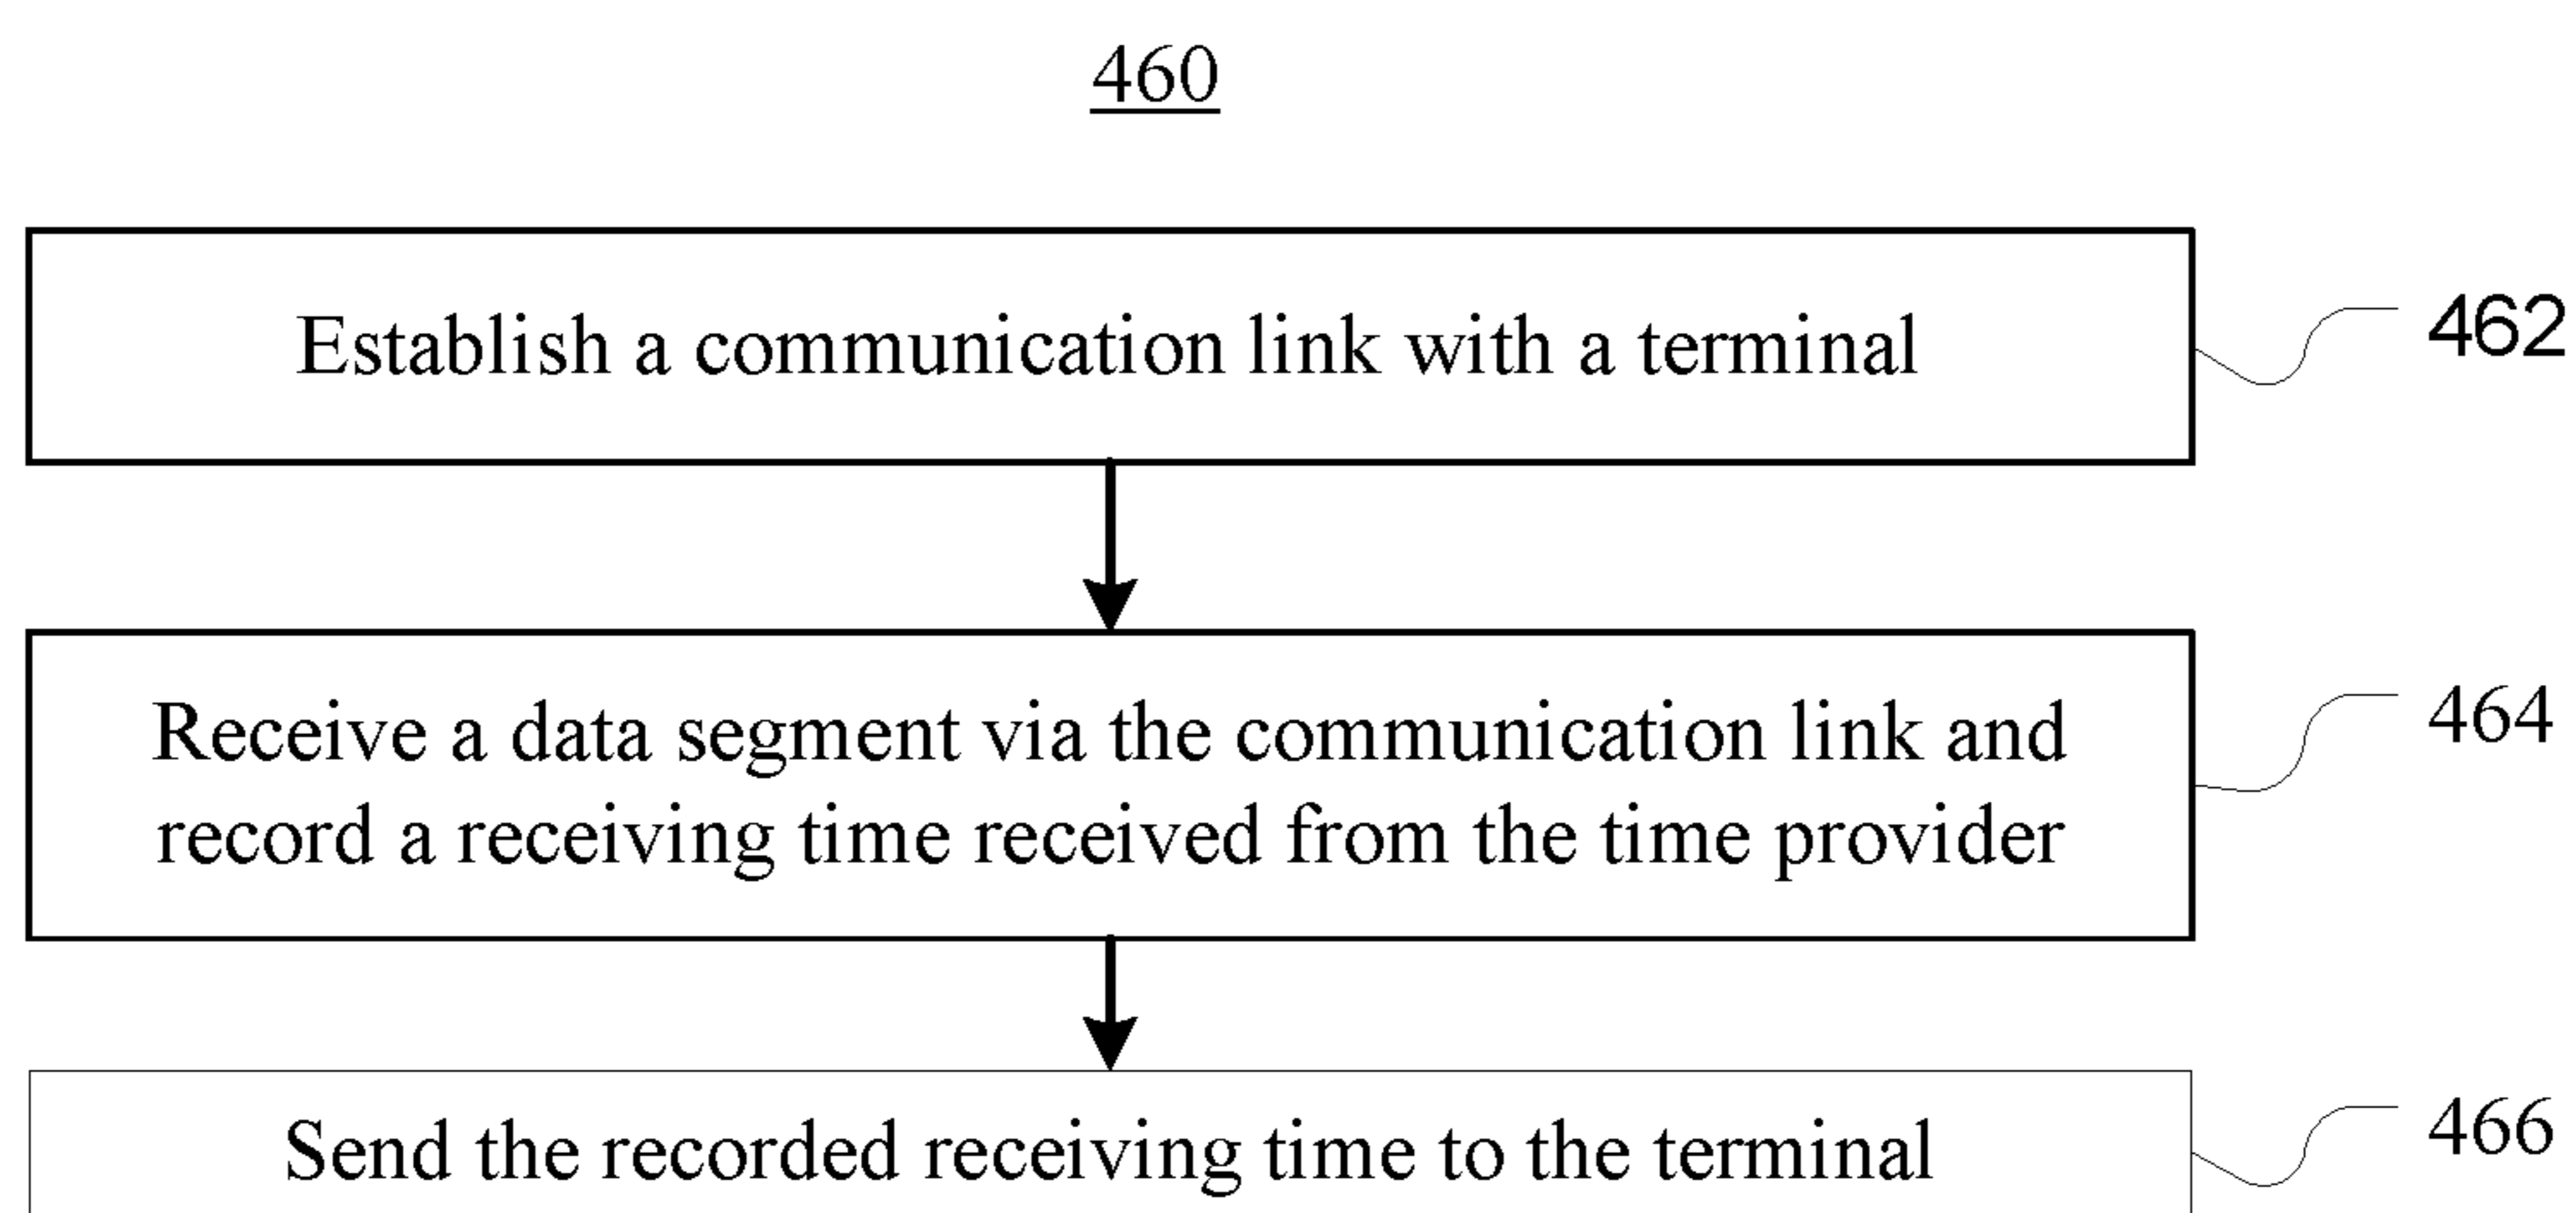 460
Establish a communication link with a terminal
462
Receive a data segment via the communication link and
record a receiving time received from the time provider
464
Send the recorded receiving time to the terminal
466